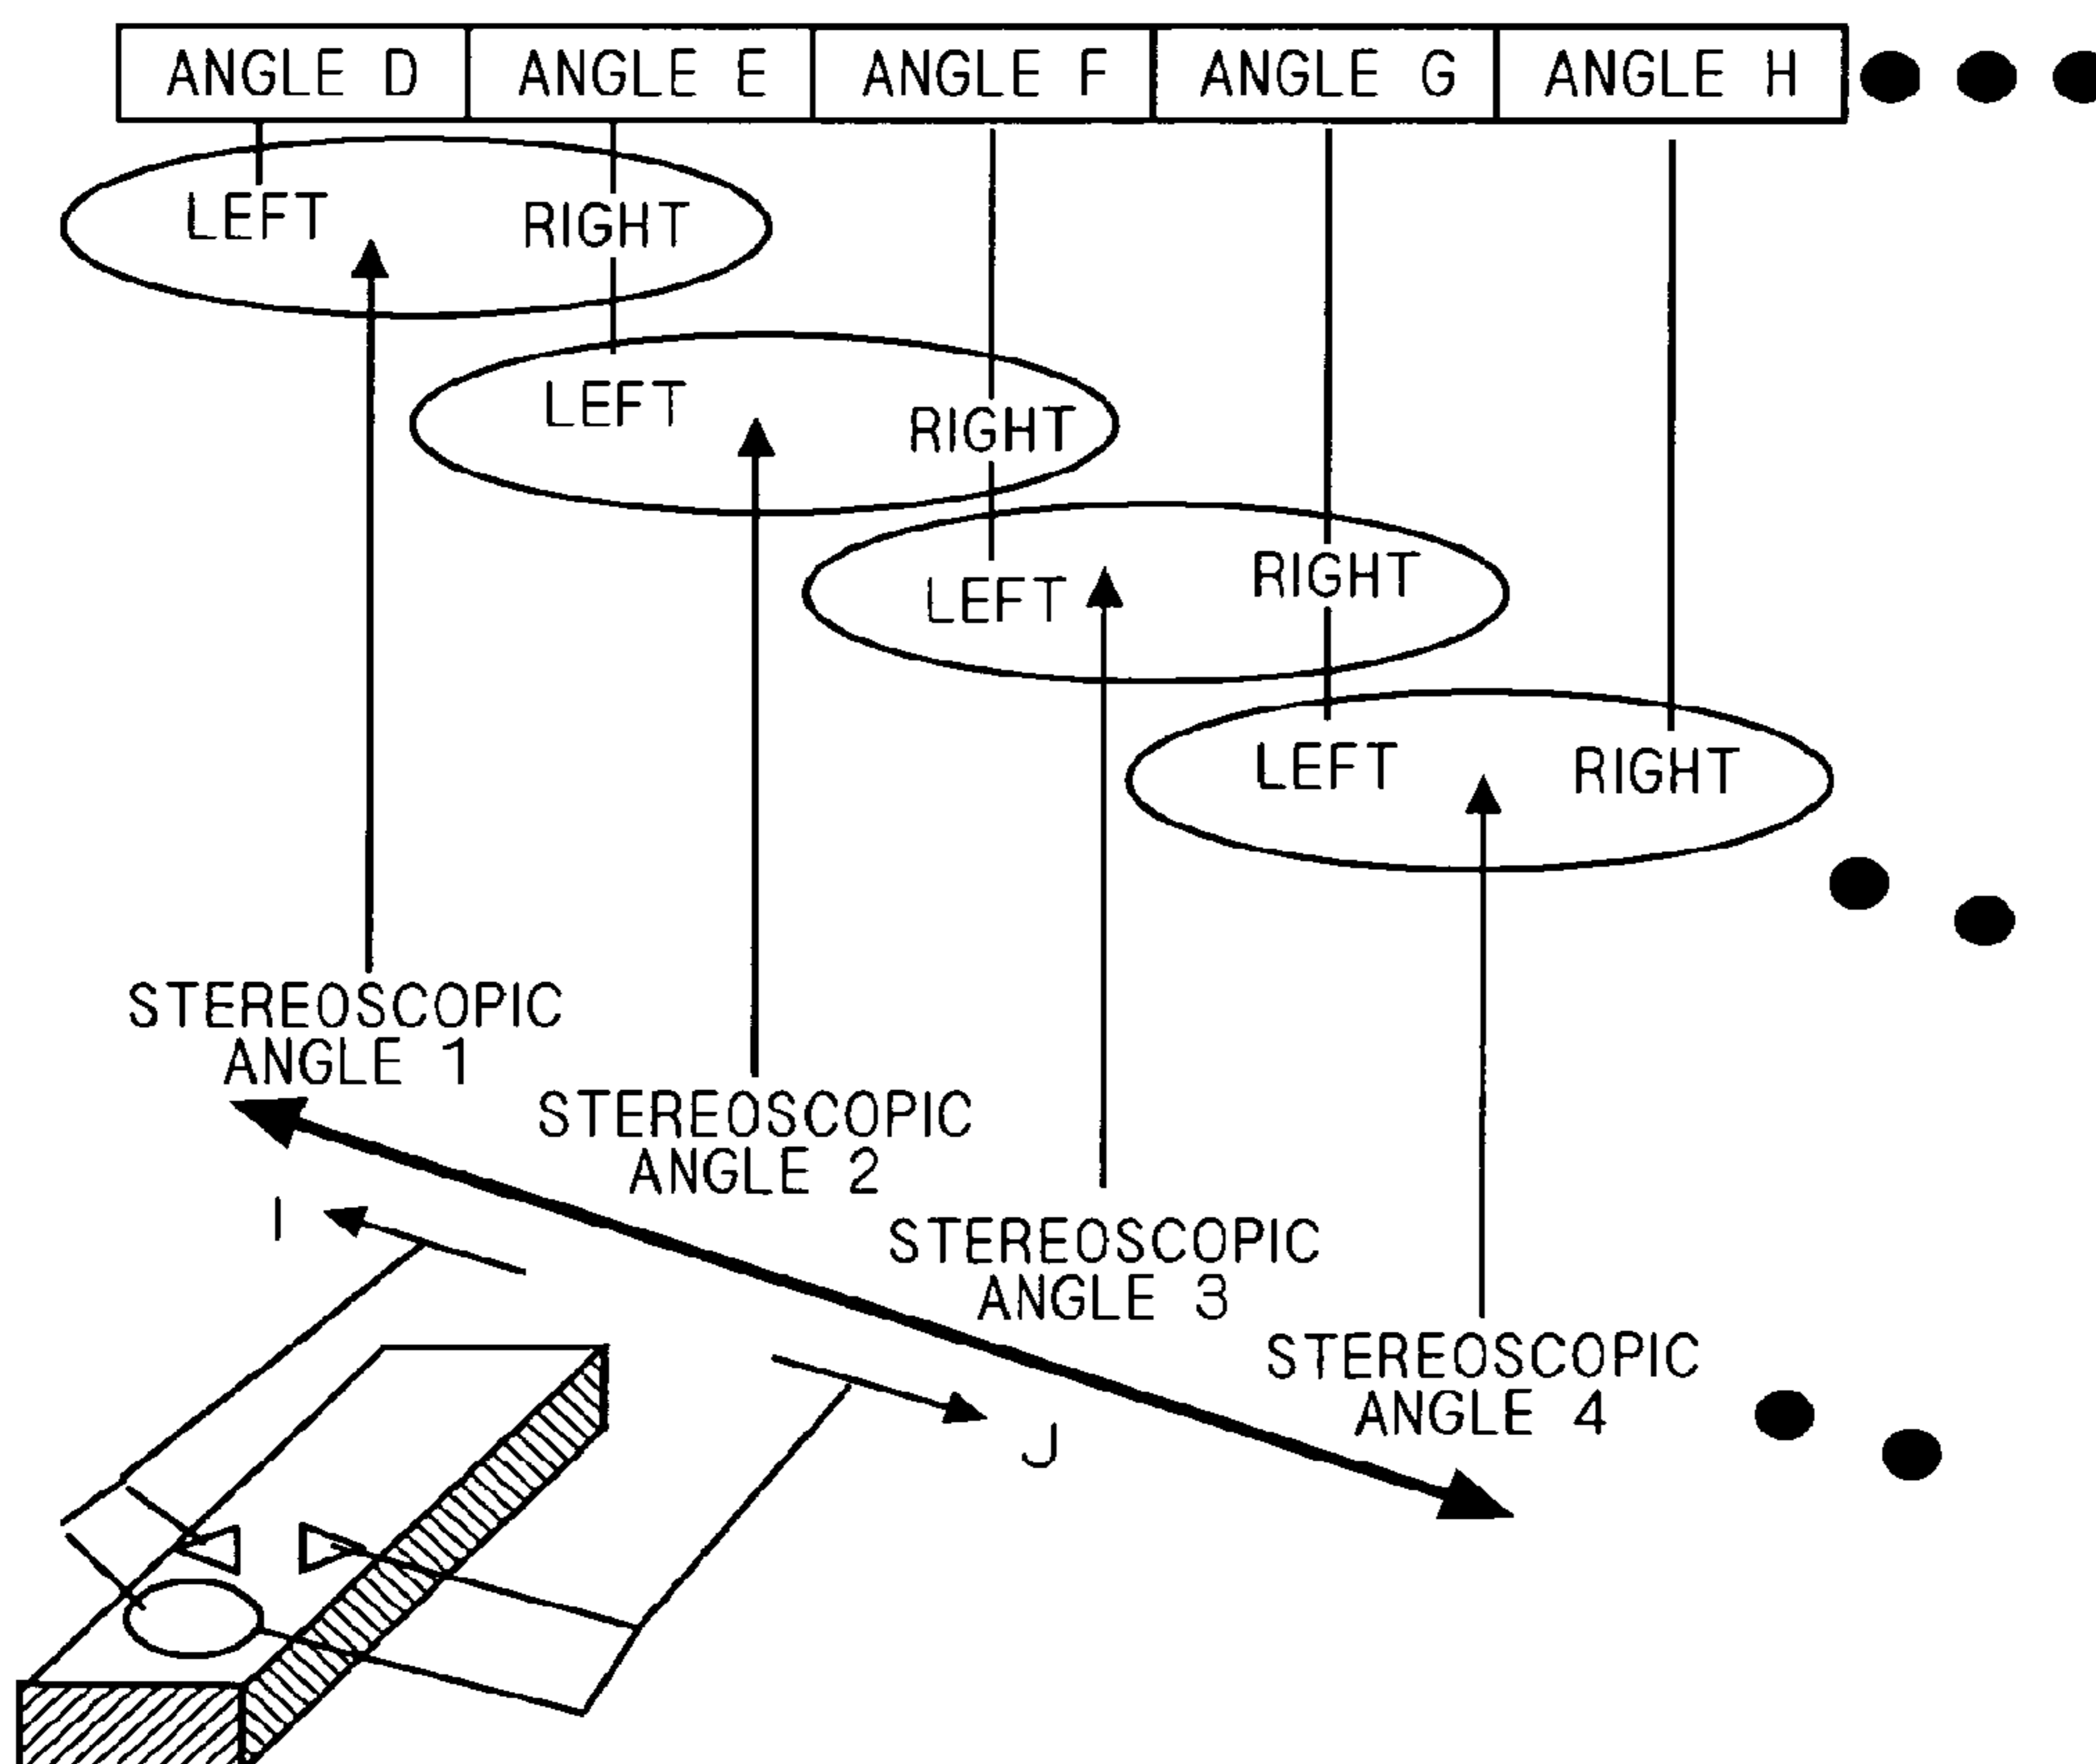 ANGLE D ANGLE E ANGLE F ANGLE G ANGLE H
LEFT RIGHT
LEFT RIGHT
LEFT RIGHT
LEFT RIGHT
STEREOSCOPIC
ANGLE 1
STEREOSCOPIC
ANGLE 2
STEREOSCOPIC
ANGLE 3
STEREOSCOPIC
ANGLE 4
I
J